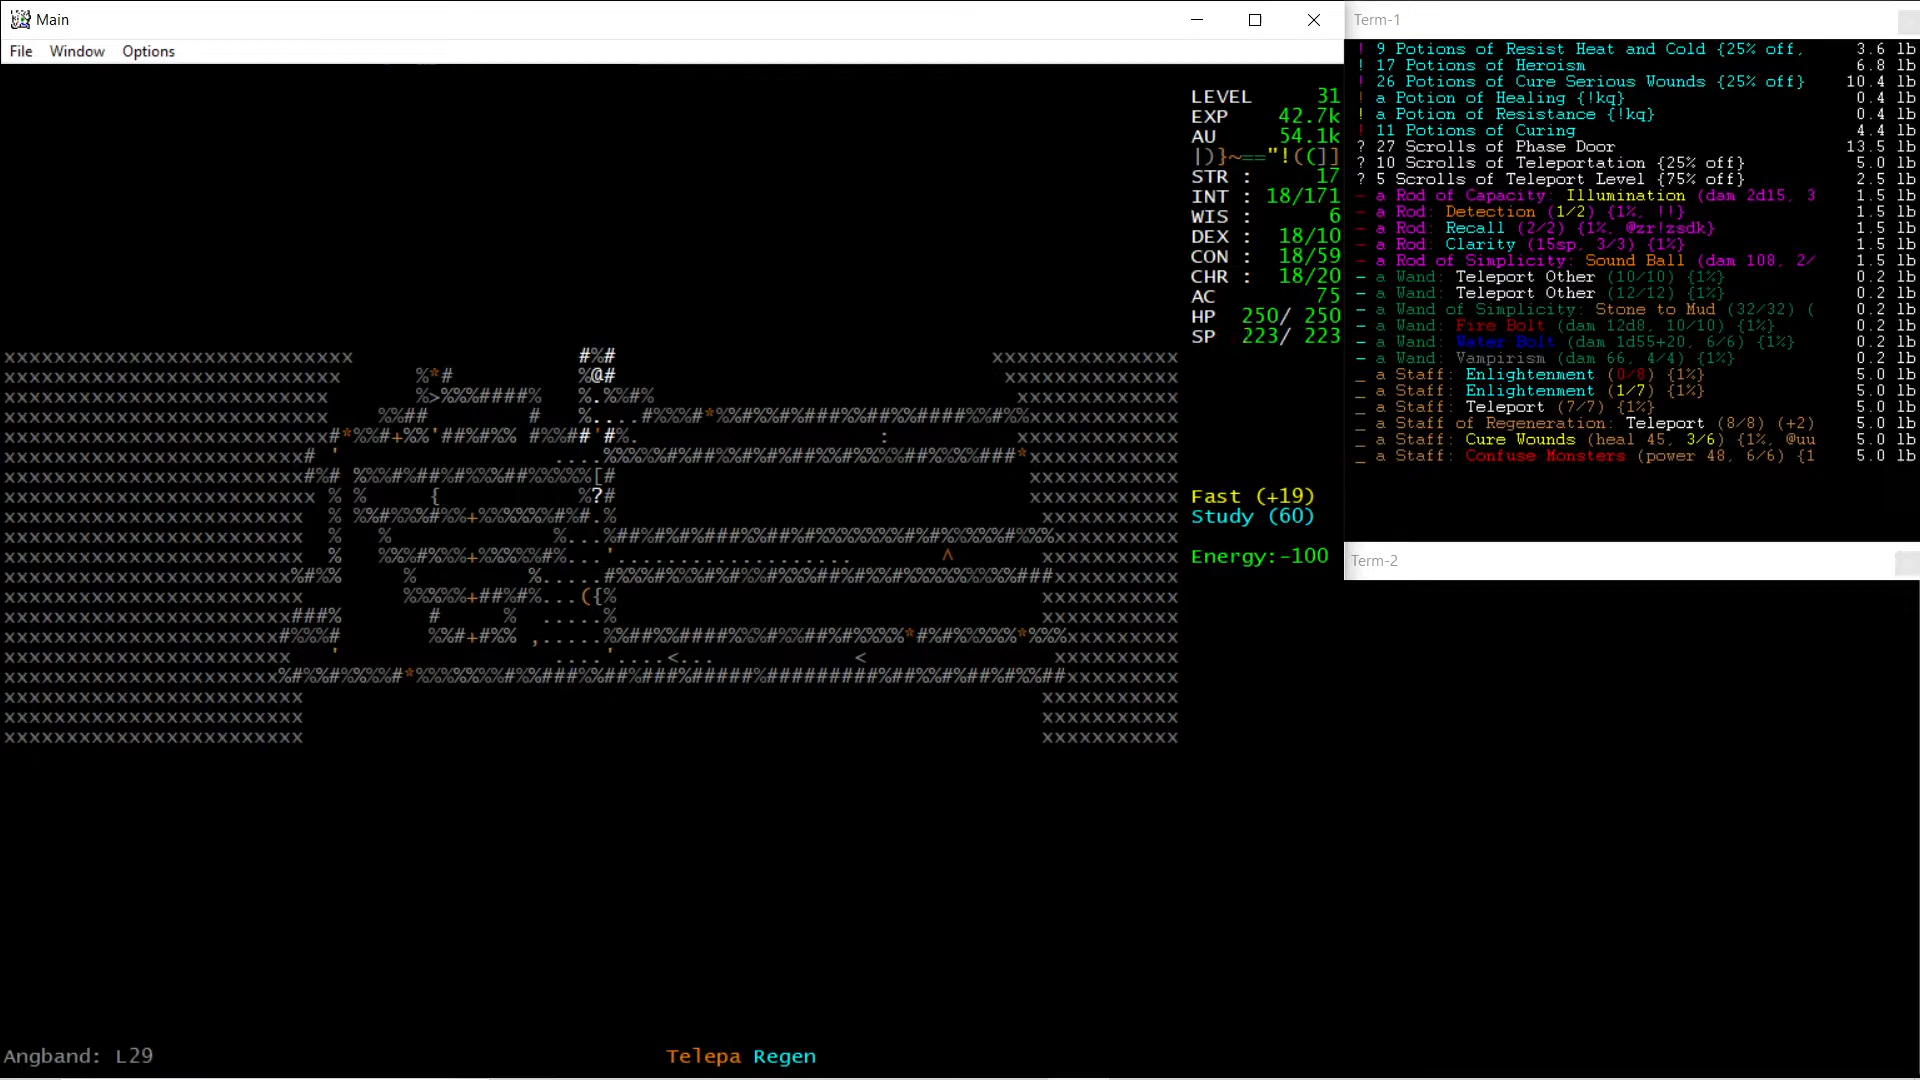 Main
File Window Options
LEVEL 31
EXP 42.7k
AU 54.1k
|)}~=="!((]]
STR : 17
INT : 18/171
WIS : 6
DEX : 18/10
CON : 18/59
CHR : 18/20
AC 75
HP 250/ 250
SP 223/ 223
Fast (+19)
Study (60)
Energy:-100
Angband: L29
Telepa Regen
Term-1
! 9 Potions of Resist Heat and Cold {25% off, 3.6 lb
! 17 Potions of Heroism 6.8 lb
! 26 Potions of Cure Serious Wounds {25% off} 10.4 lb
! a Potion of Healing {!kq} 0.4 lb
! a Potion of Resistance {!kq} 0.4 lb
! 11 Potions of Curing 4.4 lb
? 27 Scrolls of Phase Door 13.5 lb
? 10 Scrolls of Teleportation {25% off} 5.0 lb
? 5 Scrolls of Teleport Level {75% off} 2.5 lb
- a Rod of Capacity: Illumination (dam 2d15, 3 1.5 lb
- a Rod: Detection (1/2) {1%, !!} 1.5 lb
- a Rod: Recall (2/2) {1%, @zr!zsdk} 1.5 lb
- a Rod: Clarity (15sp, 3/3) {1%} 1.5 lb
- a Rod of Simplicity: Sound Ball (dam 108, 2/ 1.5 lb
- a Wand: Teleport Other (10/10) {1%} 0.2 lb
- a Wand: Teleport Other (12/12) {1%} 0.2 lb
- a Wand of Simplicity: Stone to Mud (32/32) ( 0.2 lb
- a Wand: Fire Bolt (dam 12d8, 10/10) {1%} 0.2 lb
- a Wand: Water Bolt (dam 1d55+20, 6/6) {1%} 0.2 lb
- a Wand: Vampirism (dam 66, 4/4) {1%} 0.2 lb
_ a Staff: Enlightenment (0/8) {1%} 5.0 lb
_ a Staff: Enlightenment (1/7) {1%} 5.0 lb
_ a Staff: Teleport (7/7) {1%} 5.0 lb
_ a Staff of Regeneration: Teleport (8/8) (+2) 5.0 lb
_ a Staff: Cure Wounds (heal 45, 3/6) {1%, @uu 5.0 lb
_ a Staff: Confuse Monsters (power 48, 6/6) {1 5.0 lb
Term-2